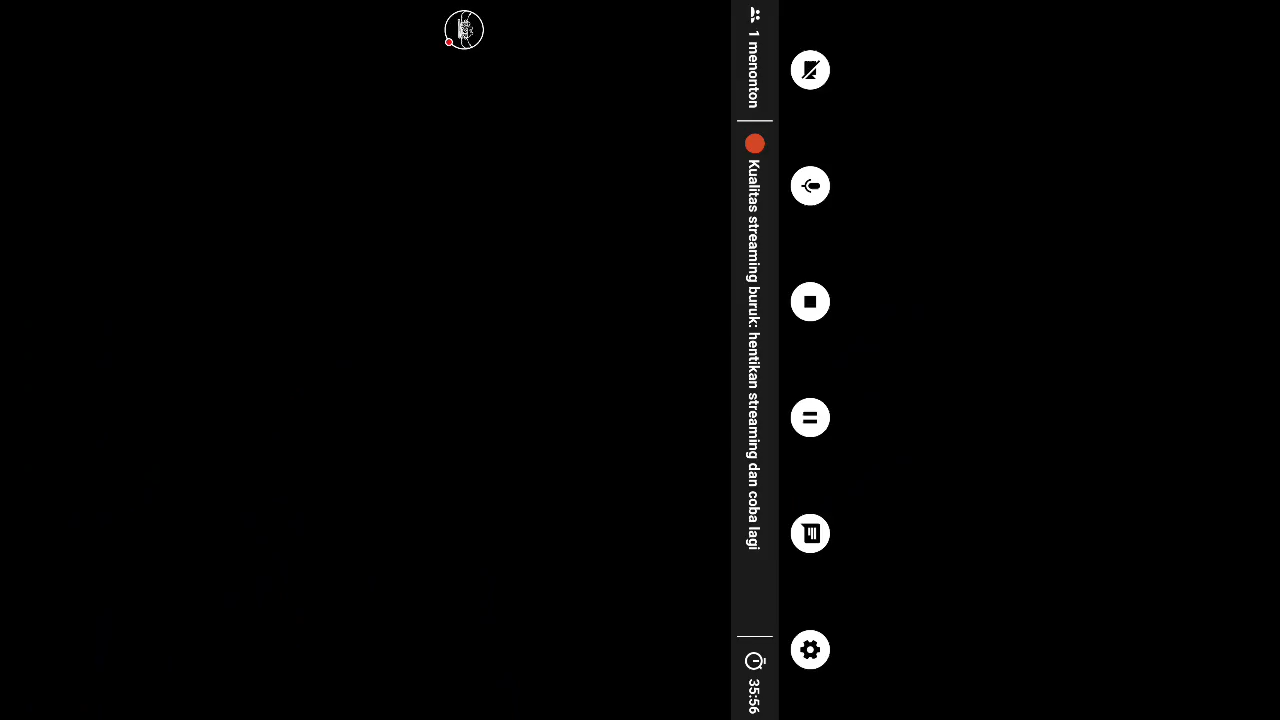 1 menonton
Kualitas streaming buruk: hentikan streaming dan coba lagi
35:56